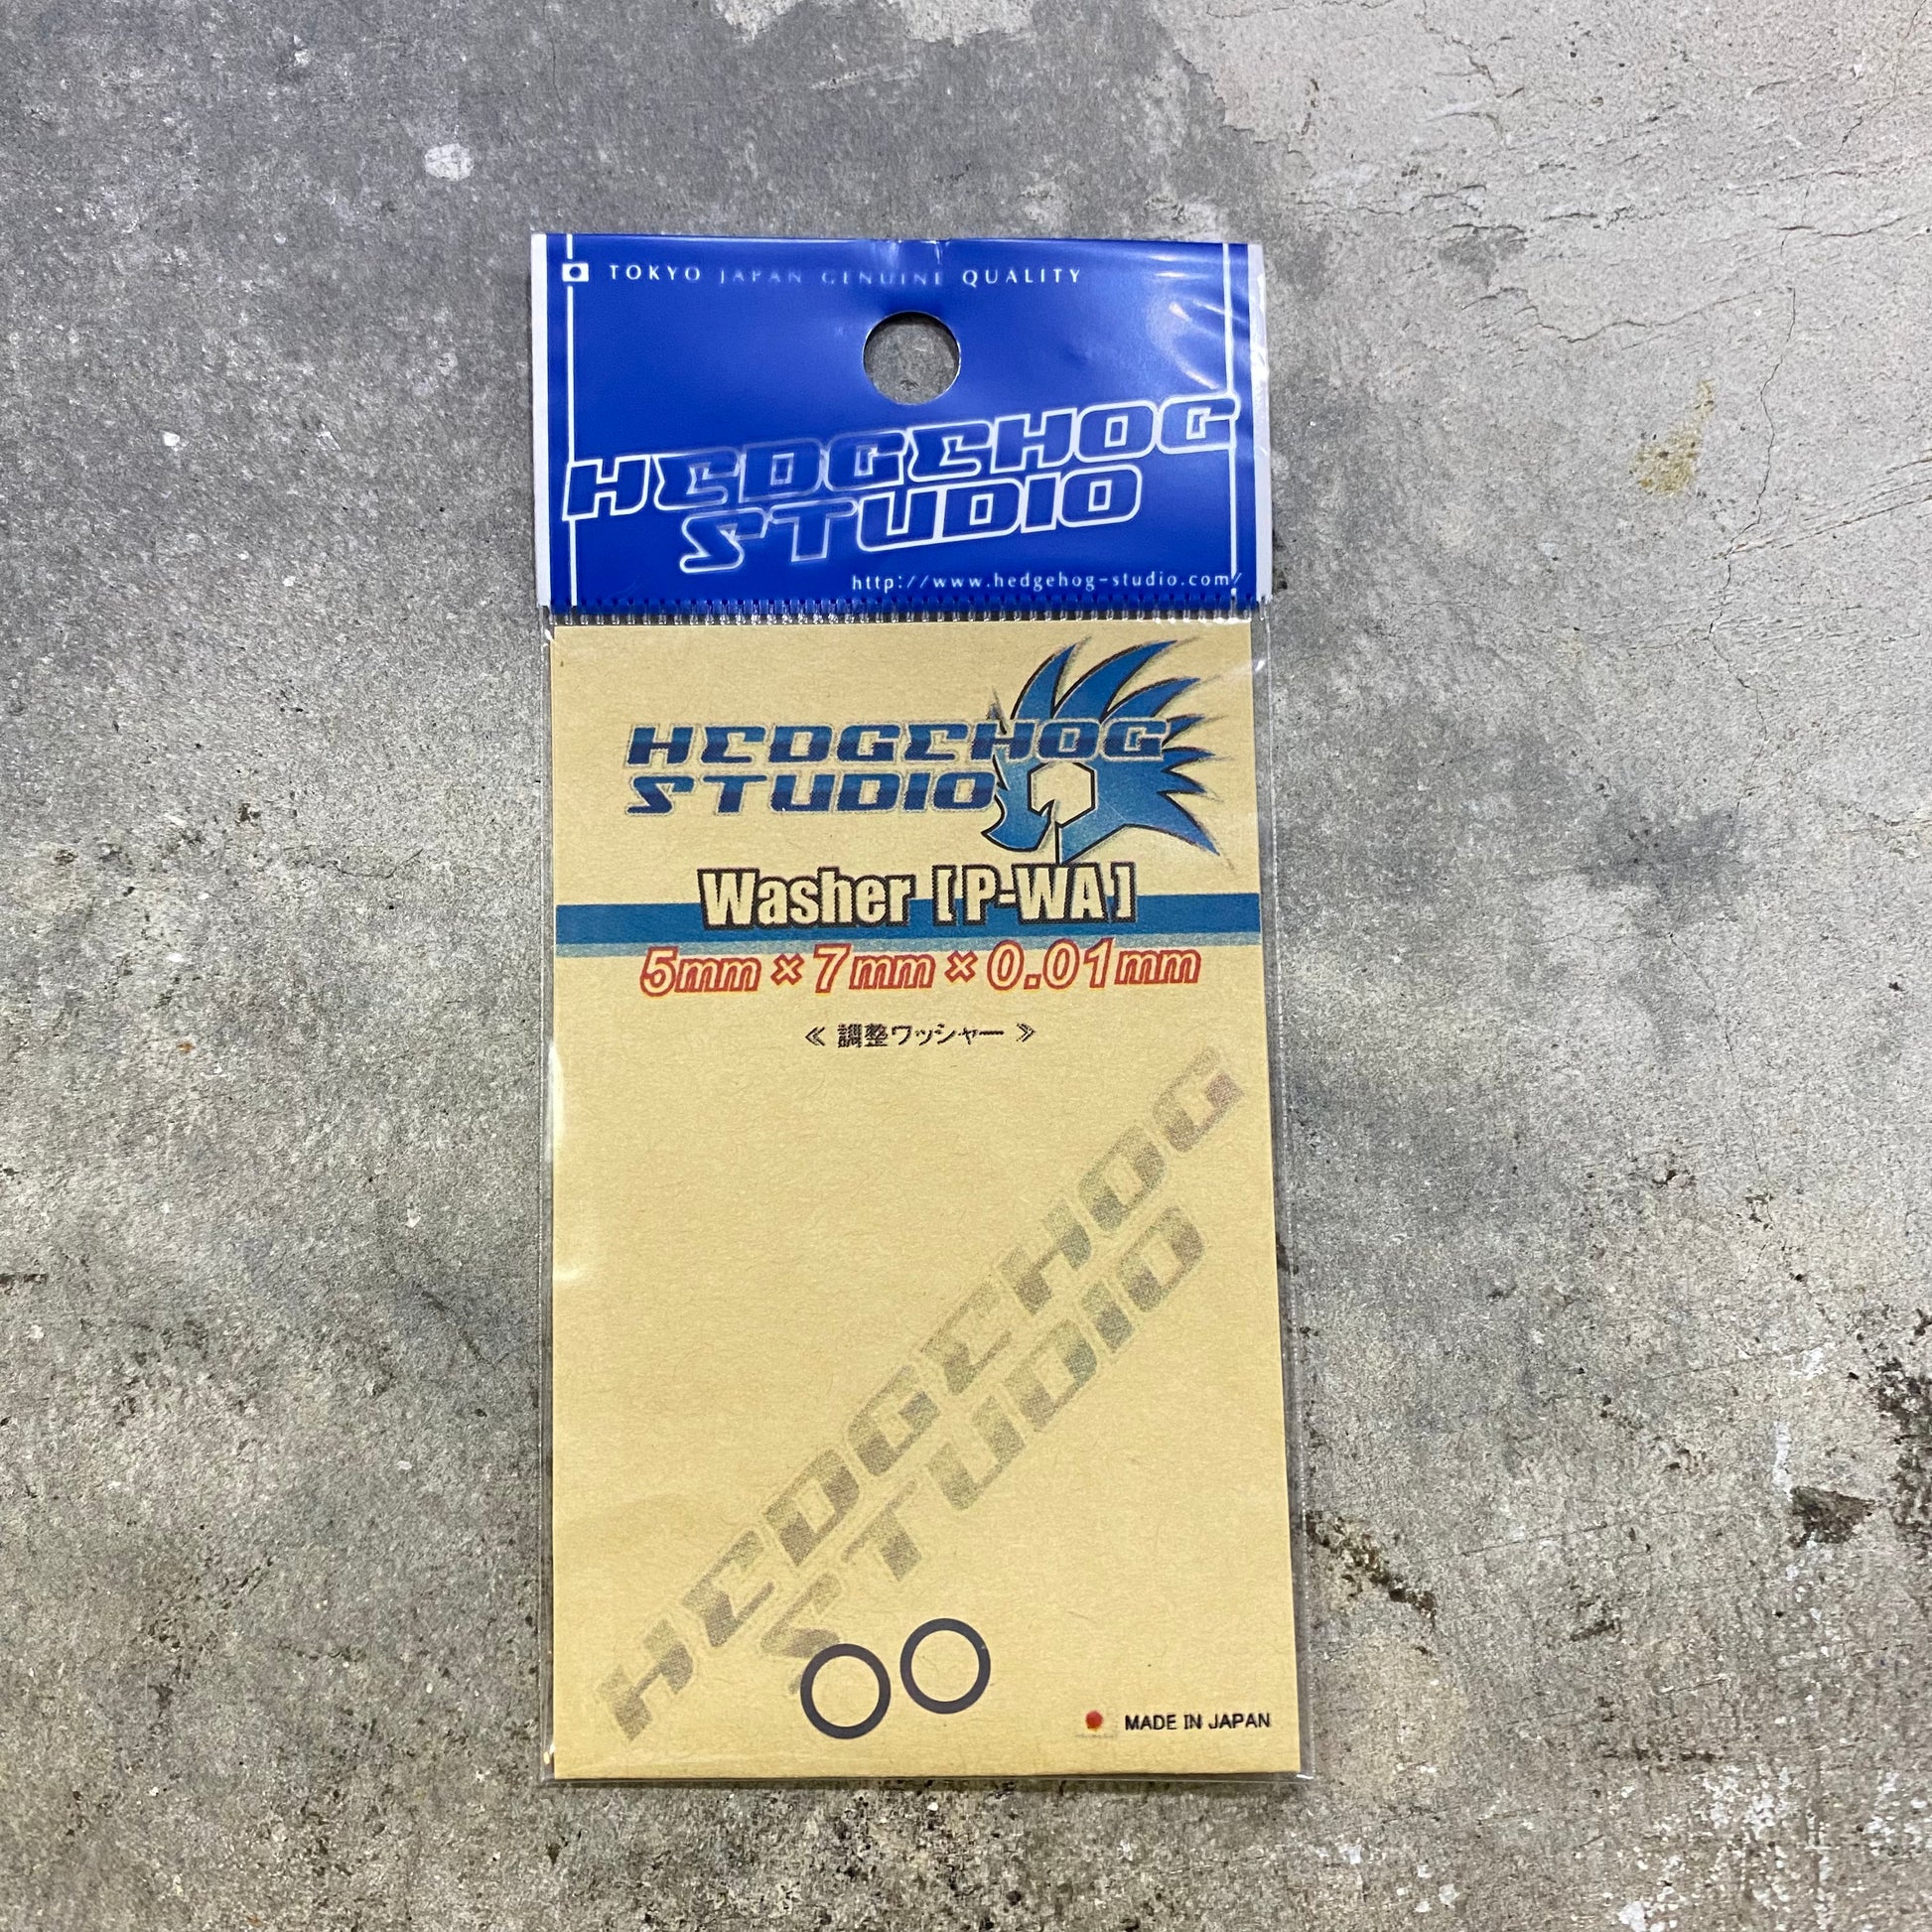 TOKYO JAPAN GENUINE QUALITY
HEDGEHOG
STUDIO
http://www.hedgehog-studio.com/
HEDGEHOG
STUDIO
Washer [P-WA]
5mm×7mm×0.01mm
≪ 調整ワッシャー ≫
HEDGEHOG
STUDIO
MADE IN JAPAN